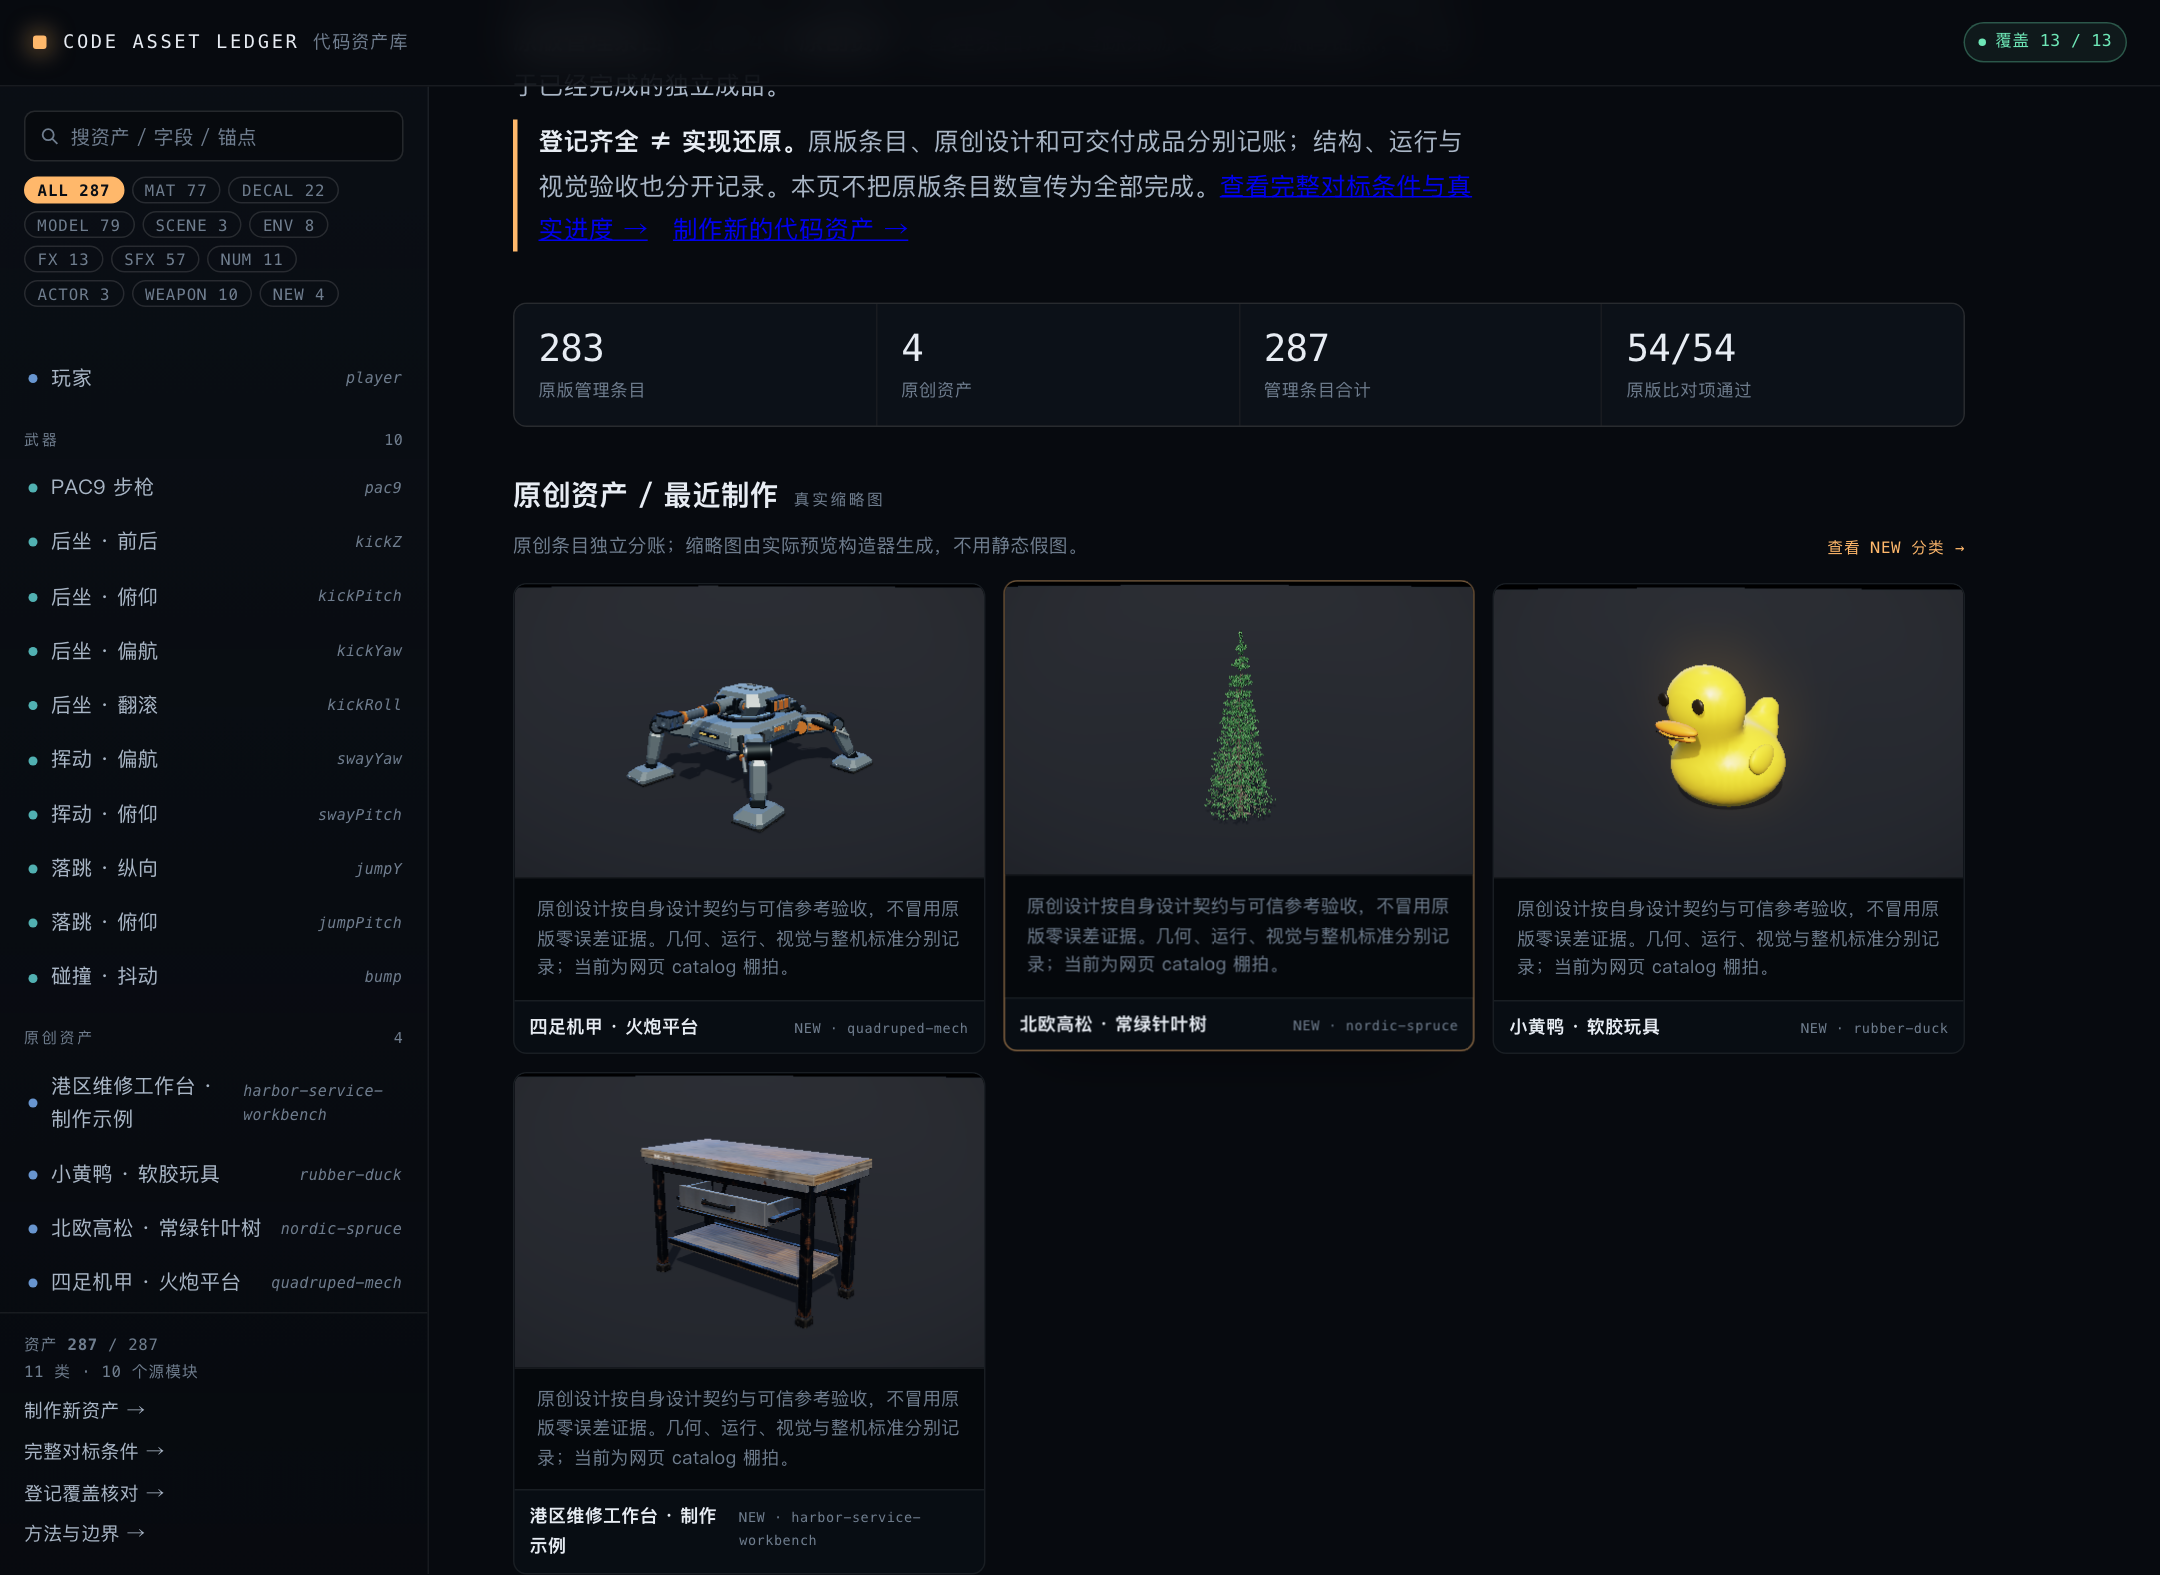 CODE ASSET LEDGER 代码资产库
覆盖 13 / 13
搜资产 / 字段 / 锚点
ALL 287
MAT 77
DECAL 22
MODEL 79
SCENE 3
ENV 8
FX 13
SFX 57
NUM 11
ACTOR 3
WEAPON 10
NEW 4
玩家 player
武器 10
PAC9 步枪 pac9
后坐 · 前后 kickZ
后坐 · 俯仰 kickPitch
后坐 · 偏航 kickYaw
后坐 · 翻滚 kickRoll
挥动 · 偏航 swayYaw
挥动 · 俯仰 swayPitch
落跳 · 纵向 jumpY
落跳 · 俯仰 jumpPitch
碰撞 · 抖动 bump
原创资产 4
港区维修工作台 ·
制作示例
harbor-service-
workbench
小黄鸭 · 软胶玩具 rubber-duck
北欧高松 · 常绿针叶树 nordic-spruce
四足机甲 · 火炮平台 quadruped-mech
资产 287 / 287
11 类 · 10 个源模块
制作新资产 →
完整对标条件 →
登记覆盖核对 →
方法与边界 →
于已经完成的独立成品。
登记齐全 ≠ 实现还原。原版条目、原创设计和可交付成品分别记账；结构、运行与
视觉验收也分开记录。本页不把原版条目数宣传为全部完成。查看完整对标条件与真
实进度 → 制作新的代码资产 →
283
原版管理条目
4
原创资产
287
管理条目合计
54/54
原版比对项通过
原创资产 / 最近制作 真实缩略图
原创条目独立分账；缩略图由实际预览构造器生成，不用静态假图。
查看 NEW 分类 →
原创设计按自身设计契约与可信参考验收，不冒用原
版零误差证据。几何、运行、视觉与整机标准分别记
录；当前为网页 catalog 棚拍。
四足机甲 · 火炮平台 NEW · quadruped-mech
原创设计按自身设计契约与可信参考验收，不冒用原
版零误差证据。几何、运行、视觉与整机标准分别记
录；当前为网页 catalog 棚拍。
北欧高松 · 常绿针叶树 NEW · nordic-spruce
原创设计按自身设计契约与可信参考验收，不冒用原
版零误差证据。几何、运行、视觉与整机标准分别记
录；当前为网页 catalog 棚拍。
小黄鸭 · 软胶玩具 NEW · rubber-duck
原创设计按自身设计契约与可信参考验收，不冒用原
版零误差证据。几何、运行、视觉与整机标准分别记
录；当前为网页 catalog 棚拍。
港区维修工作台 · 制作
示例
NEW · harbor-service-
workbench